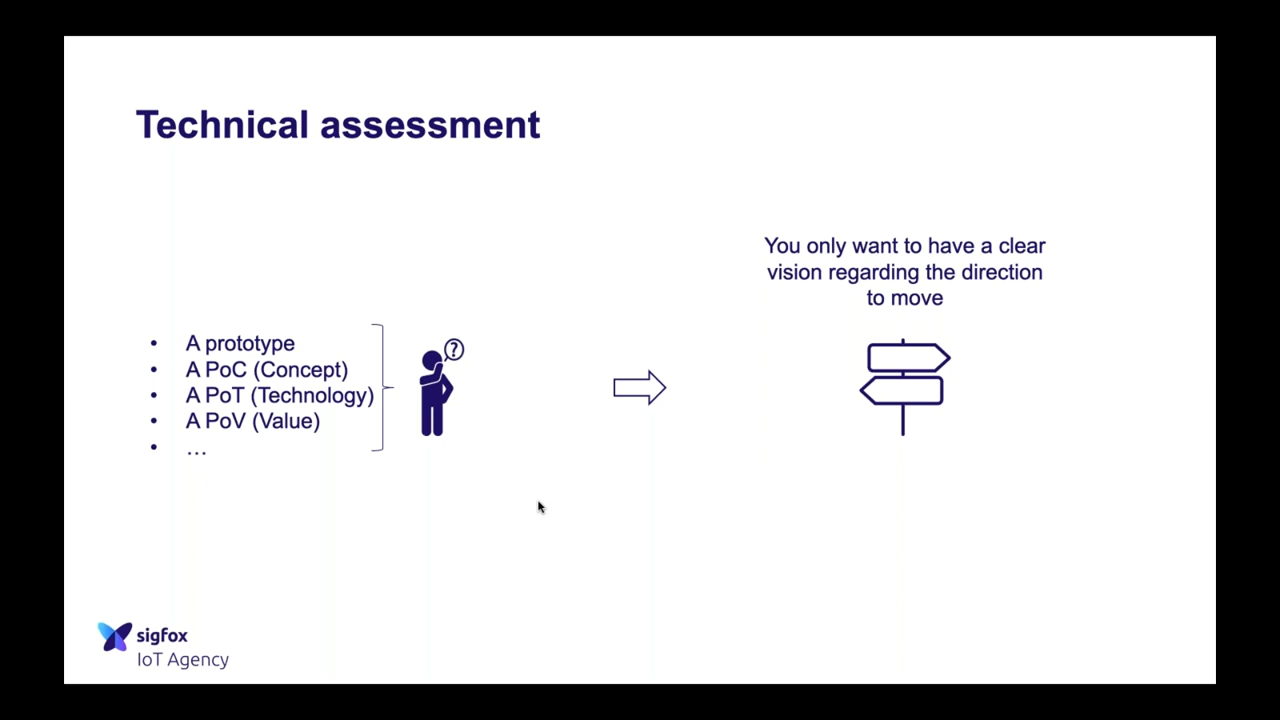 Technical assessment
You only want to have a clear
vision regarding the direction
to move
• A prototype
• A PoC (Concept)
• A PoT (Technology)
• A PoV (Value)
• …
?
sigfox
IoT Agency